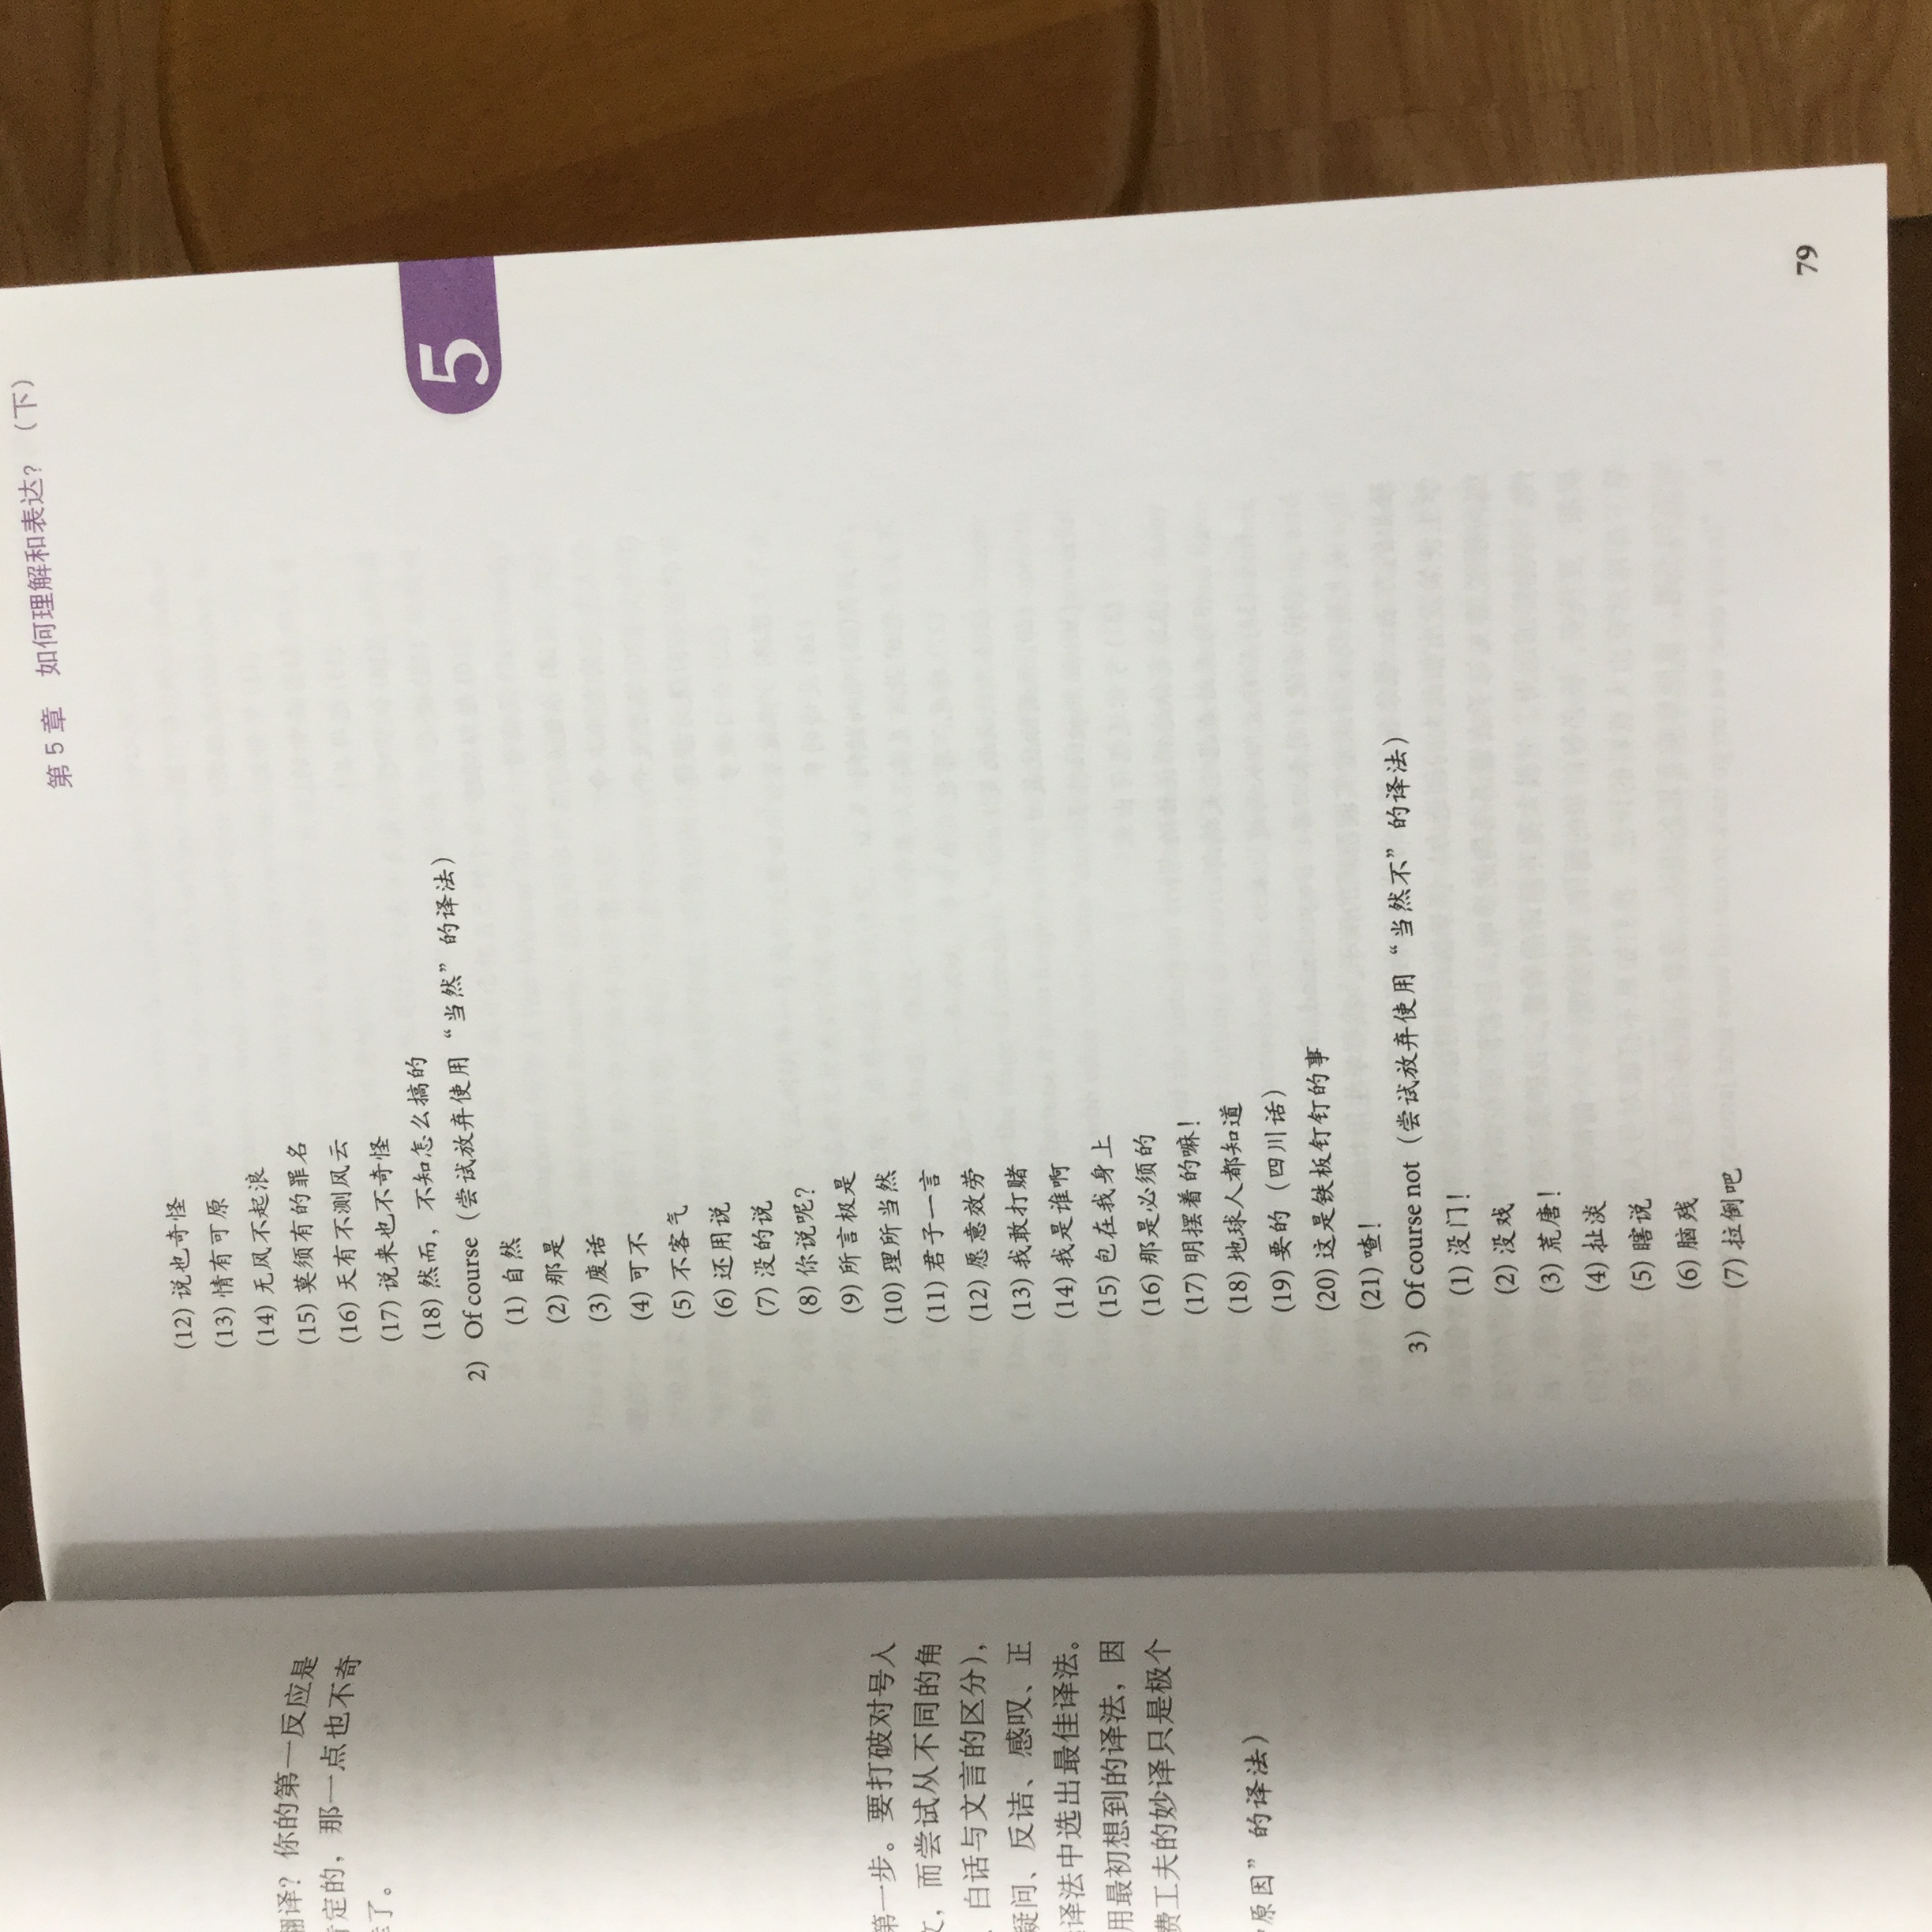 翻译？你的第一反应是
定的，那一点也不奇
了。
第一步。要打破对号入
，而尝试从不同的角
、白话与文言的区分），
疑问、反诘、感叹、正
译法中选出最佳译法。
用最初想到的译法，因
费工夫的妙译只是极个
原因”的译法）
第5章 如何理解和表达？（下）
(12) 说也奇怪
(13) 情有可原
(14) 无风不起浪
(15) 莫须有的罪名
(16) 天有不测风云
(17) 说来也不奇怪
(18) 然而，不知怎么搞的
2) Of course（尝试放弃使用“当然”的译法）
(1) 自然
(2) 那是
(3) 废话
(4) 可不
(5) 不客气
(6) 还用说
(7) 没的说
(8) 你说呢？
(9) 所言极是
(10) 理所当然
(11) 君子一言
(12) 愿意效劳
(13) 我敢打赌
(14) 我是谁啊
(15) 包在我身上
(16) 那是必须的
(17) 明摆着的嘛！
(18) 地球人都知道
(19) 要的（四川话）
(20) 这是铁板钉钉的事
(21) 喳！
3) Of course not（尝试放弃使用“当然不”的译法）
(1) 没门！
(2) 没戏
(3) 荒唐！
(4) 扯淡
(5) 瞎说
(6) 脑残
(7) 拉倒吧
5
79